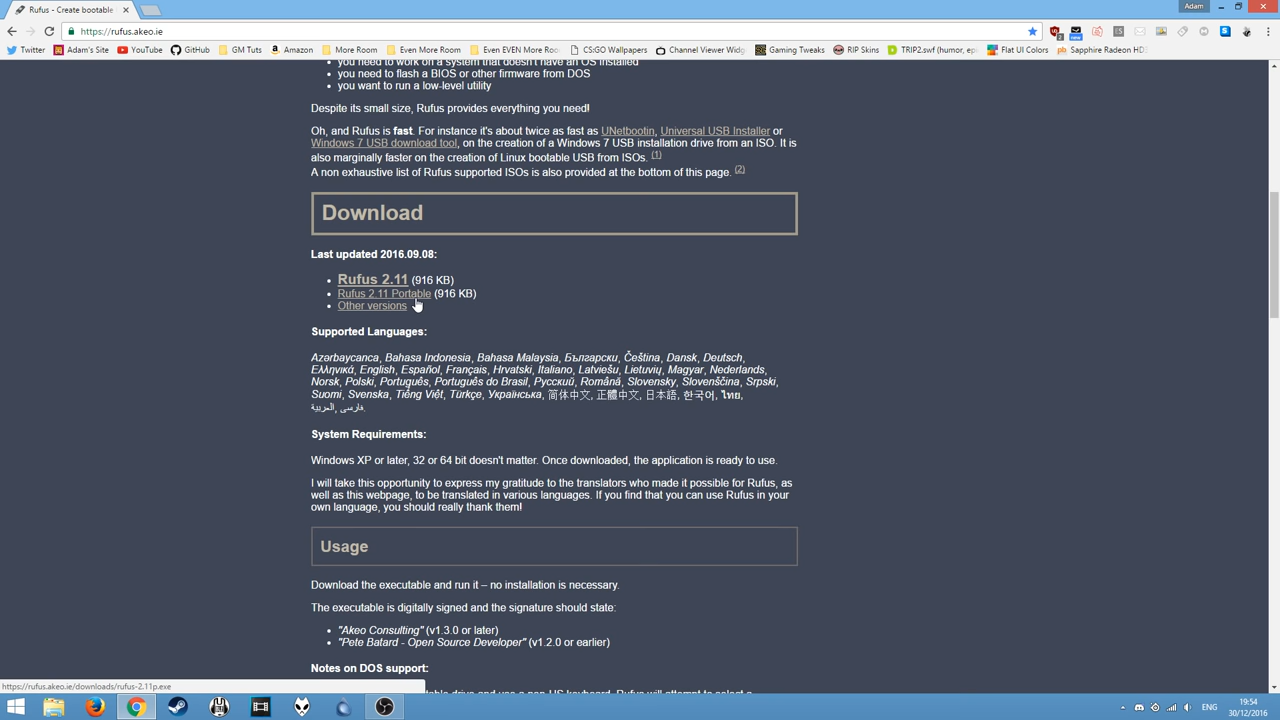 Rufus - Create bootable
Adam
https://rufus.akeo.ie
Twitter
Adam's Site
YouTube
GitHub
GM Tuts
Amazon
More Room
Even More Room
Even EVEN More Roo
CS:GO Wallpapers
Channel Viewer Widg
Gaming Tweaks
RIP Skins
TRIP2.swf (humor, ep
Flat UI Colors
Sapphire Radeon HD
you need to work on a system that doesn't have an OS installed
you need to flash a BIOS or other firmware from DOS
you want to run a low-level utility
Despite its small size, Rufus provides everything you need!
Oh, and Rufus is fast. For instance it's about twice as fast as UNetbootin, Universal USB Installer or
Windows 7 USB download tool, on the creation of a Windows 7 USB installation drive from an ISO. It is
also marginally faster on the creation of Linux bootable USB from ISOs. (1)
A non exhaustive list of Rufus supported ISOs is also provided at the bottom of this page. (2)
Download
Last updated 2016.09.08:
Rufus 2.11 (916 KB)
Rufus 2.11 Portable (916 KB)
Other versions
Supported Languages:
Azərbaycanca, Bahasa Indonesia, Bahasa Malaysia, Български, Čeština, Dansk, Deutsch,
Ελληνικά, English, Español, Français, Hrvatski, Italiano, Latviešu, Lietuvių, Magyar, Nederlands,
Norsk, Polski, Português, Português do Brasil, Русский, Română, Slovensky, Slovenščina, Srpski,
Suomi, Svenska, Tiếng Việt, Türkçe, Українська, 简体中文, 正體中文, 日本語, 한국어, ไทย,
العربية, فارسی.
System Requirements:
Windows XP or later, 32 or 64 bit doesn't matter. Once downloaded, the application is ready to use.
I will take this opportunity to express my gratitude to the translators who made it possible for Rufus, as
well as this webpage, to be translated in various languages. If you find that you can use Rufus in your
own language, you should really thank them!
Usage
Download the executable and run it – no installation is necessary.
The executable is digitally signed and the signature should state:
"Akeo Consulting" (v1.3.0 or later)
"Pete Batard - Open Source Developer" (v1.2.0 or earlier)
Notes on DOS support:
https://rufus.akeo.ie/downloads/rufus-2.11p.exe
ENG
19:54
30/12/2016